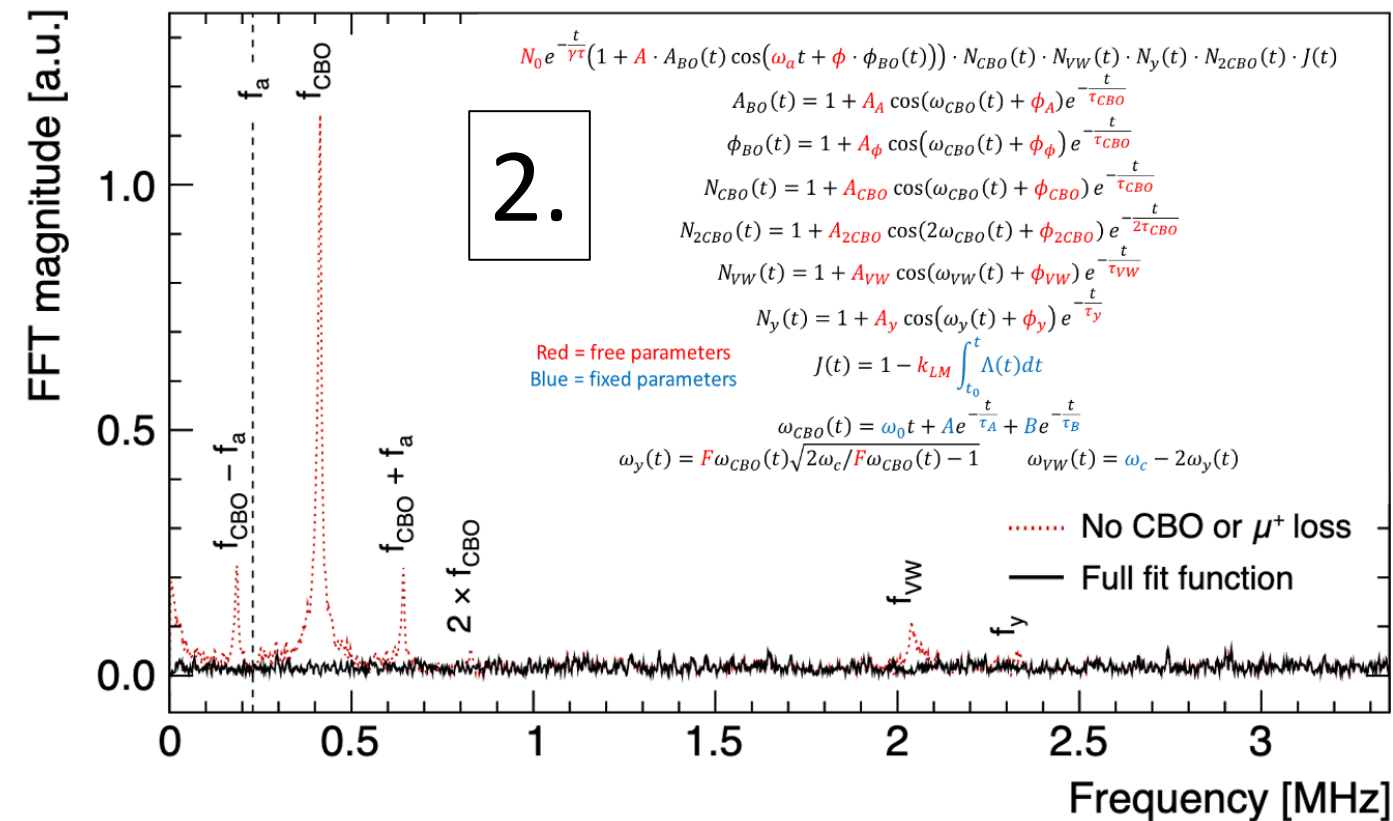 FFT magnitude [a.u.]
1.0
0.5
0.0
f_a
f_CBO
2.
N_0 e^{-t/γτ}(1 + A · A_BO(t) cos(ω_a t + ϕ · ϕ_BO(t))) · N_CBO(t) · N_VW(t) · N_y(t) · N_2CBO(t) · J(t)
A_BO(t) = 1 + A_A cos(ω_CBO(t) + ϕ_A)e^{-t/τ_CBO}
ϕ_BO(t) = 1 + A_ϕ cos(ω_CBO(t) + ϕ_ϕ) e^{-t/τ_CBO}
N_CBO(t) = 1 + A_CBO cos(ω_CBO(t) + ϕ_CBO) e^{-t/τ_CBO}
N_2CBO(t) = 1 + A_2CBO cos(2ω_CBO(t) + ϕ_2CBO) e^{-t/2τ_CBO}
N_VW(t) = 1 + A_VW cos(ω_VW(t) + ϕ_VW) e^{-t/τ_VW}
N_y(t) = 1 + A_y cos(ω_y(t) + ϕ_y) e^{-t/τ_y}
Red = free parameters
Blue = fixed parameters
J(t) = 1 − k_LM ∫_{t_0}^{t} Λ(t)dt
ω_CBO(t) = ω_0 t + Ae^{-t/τ_A} + Be^{-t/τ_B}
ω_y(t) = Fω_CBO(t)√(2ω_c/Fω_CBO(t) − 1) ω_VW(t) = ω_c − 2ω_y(t)
f_CBO − f_a
f_CBO + f_a
2 × f_CBO
f_VW
f_y
No CBO or μ⁺ loss
Full fit function
0 0.5 1 1.5 2 2.5 3
Frequency [MHz]